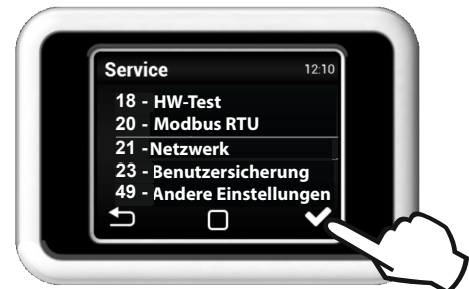 Service 12:10
18 - HW-Test
20 - Modbus RTU
21 -Netzwerk
23 - Benutzersicherung
49 - Andere Einstellungen